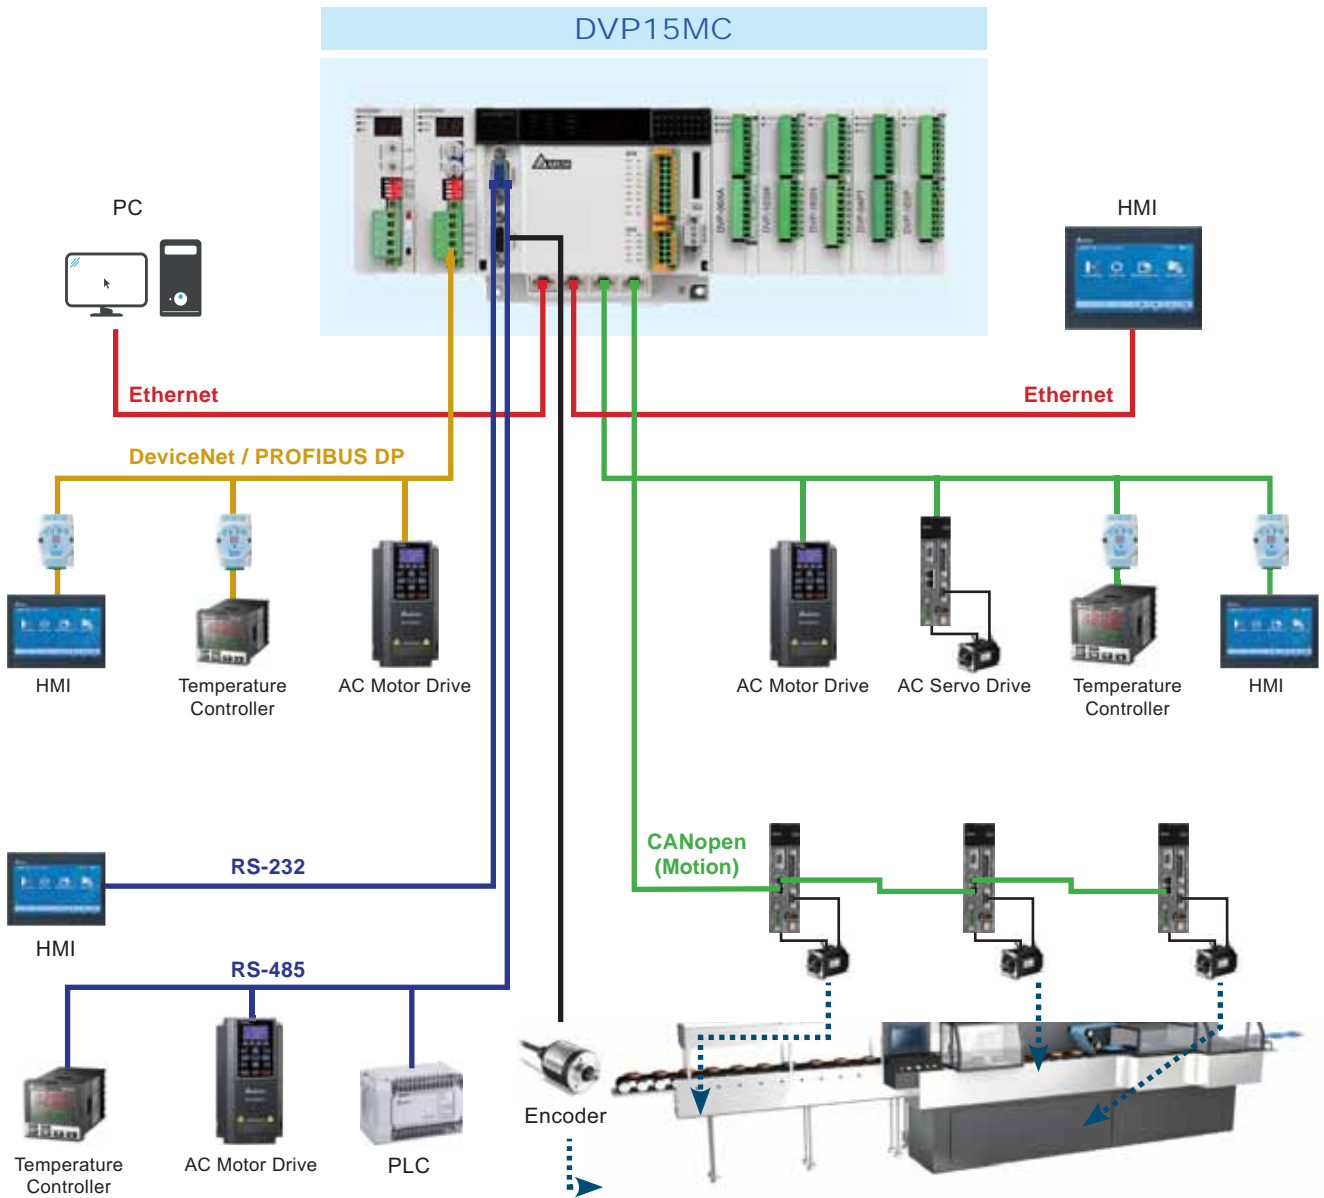 DVP15MC
PC
HMI
Ethernet
Ethernet
DeviceNet / PROFIBUS DP
HMI
Temperature
Controller
AC Motor Drive
AC Motor Drive
AC Servo Drive
Temperature
Controller
HMI
CANopen
(Motion)
RS-232
HMI
RS-485
Encoder
Temperature
Controller
AC Motor Drive
PLC